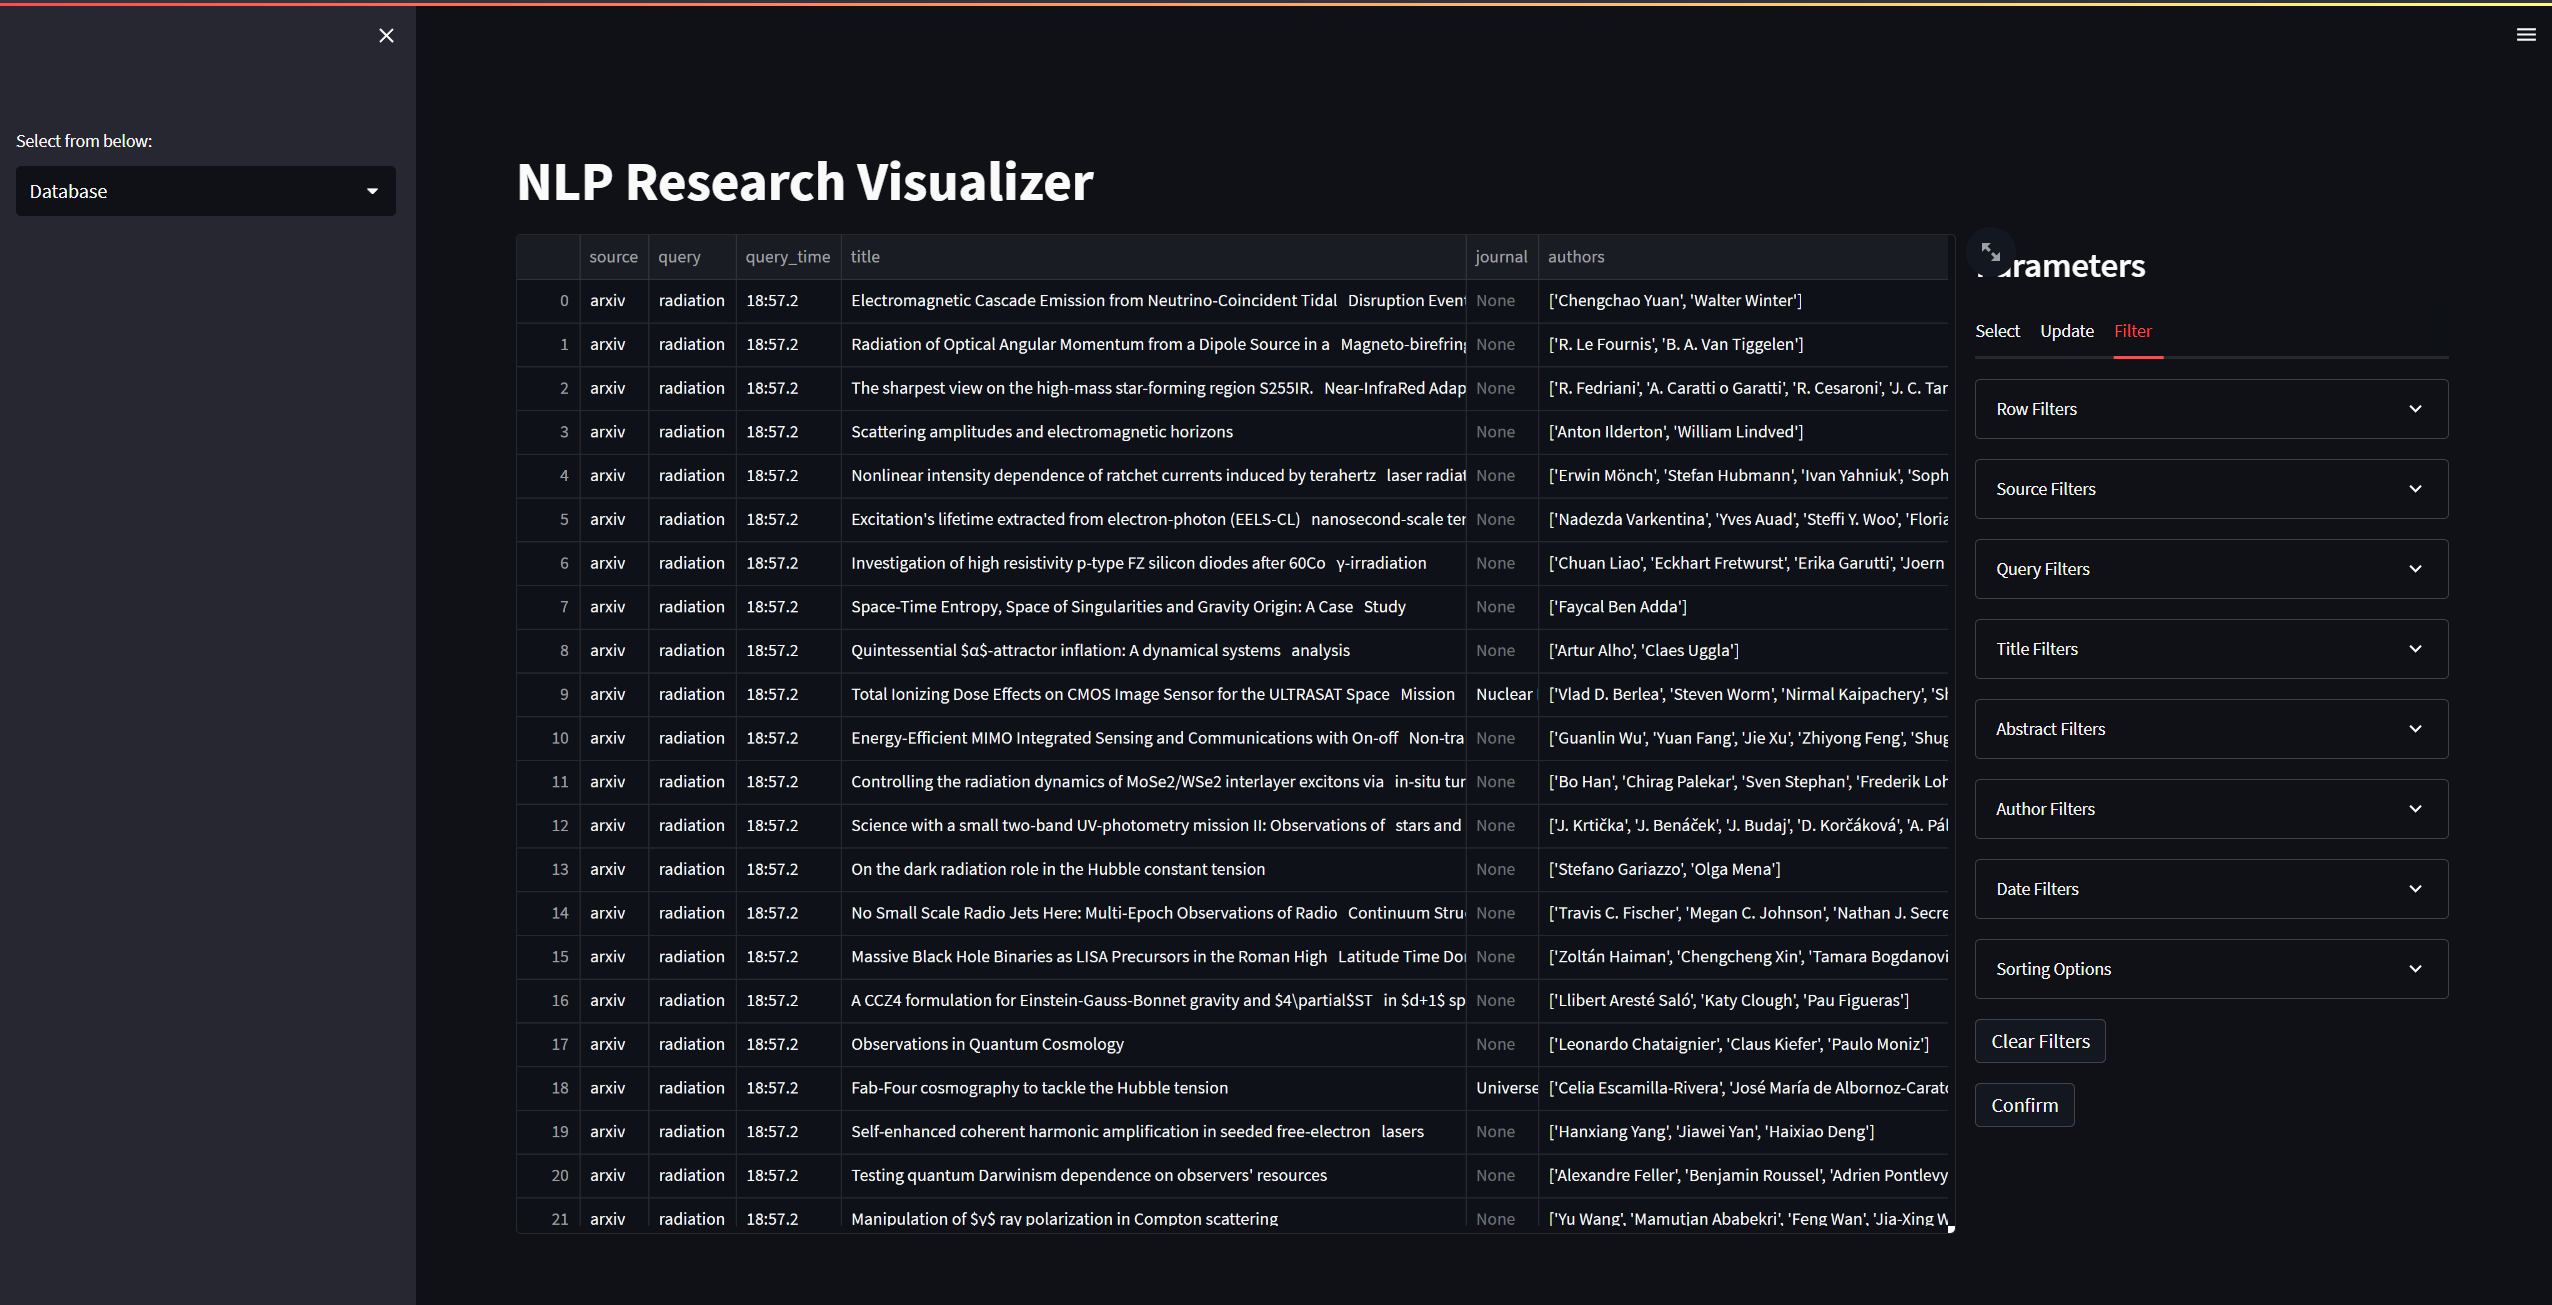 Select from below:
Database
NLP Research Visualizer
source query query_time title journal authors
0 arxiv radiation 18:57.2 Electromagnetic Cascade Emission from Neutrino-Coincident Tidal Disruption Event None ['Chengchao Yuan', 'Walter Winter']
1 arxiv radiation 18:57.2 Radiation of Optical Angular Momentum from a Dipole Source in a Magneto-birefring None ['R. Le Fournis', 'B. A. Van Tiggelen']
2 arxiv radiation 18:57.2 The sharpest view on the high-mass star-forming region S255IR. Near-InfraRed Adap None ['R. Fedriani', 'A. Caratti o Garatti', 'R. Cesaroni', 'J. C. Tar
3 arxiv radiation 18:57.2 Scattering amplitudes and electromagnetic horizons None ['Anton Ilderton', 'William Lindved']
4 arxiv radiation 18:57.2 Nonlinear intensity dependence of ratchet currents induced by terahertz laser radiat None ['Erwin Mönch', 'Stefan Hubmann', 'Ivan Yahniuk', 'Soph
5 arxiv radiation 18:57.2 Excitation's lifetime extracted from electron-photon (EELS-CL) nanosecond-scale ter None ['Nadezda Varkentina', 'Yves Auad', 'Steffi Y. Woo', 'Floria
6 arxiv radiation 18:57.2 Investigation of high resistivity p-type FZ silicon diodes after 60Co γ-irradiation None ['Chuan Liao', 'Eckhart Fretwurst', 'Erika Garutti', 'Joern
7 arxiv radiation 18:57.2 Space-Time Entropy, Space of Singularities and Gravity Origin: A Case Study None ['Faycal Ben Adda']
8 arxiv radiation 18:57.2 Quintessential $α$-attractor inflation: A dynamical systems analysis None ['Artur Alho', 'Claes Uggla']
9 arxiv radiation 18:57.2 Total Ionizing Dose Effects on CMOS Image Sensor for the ULTRASAT Space Mission Nuclear ['Vlad D. Berlea', 'Steven Worm', 'Nirmal Kaipachery', 'Sh
10 arxiv radiation 18:57.2 Energy-Efficient MIMO Integrated Sensing and Communications with On-off Non-tra None ['Guanlin Wu', 'Yuan Fang', 'Jie Xu', 'Zhiyong Feng', 'Shug
11 arxiv radiation 18:57.2 Controlling the radiation dynamics of MoSe2/WSe2 interlayer excitons via in-situ tur None ['Bo Han', 'Chirag Palekar', 'Sven Stephan', 'Frederik Loh
12 arxiv radiation 18:57.2 Science with a small two-band UV-photometry mission II: Observations of stars and None ['J. Krtička', 'J. Benáček', 'J. Budaj', 'D. Korčáková', 'A. Pál
13 arxiv radiation 18:57.2 On the dark radiation role in the Hubble constant tension None ['Stefano Gariazzo', 'Olga Mena']
14 arxiv radiation 18:57.2 No Small Scale Radio Jets Here: Multi-Epoch Observations of Radio Continuum Stru None ['Travis C. Fischer', 'Megan C. Johnson', 'Nathan J. Secre
15 arxiv radiation 18:57.2 Massive Black Hole Binaries as LISA Precursors in the Roman High Latitude Time Do None ['Zoltán Haiman', 'Chengcheng Xin', 'Tamara Bogdanovi
16 arxiv radiation 18:57.2 A CCZ4 formulation for Einstein-Gauss-Bonnet gravity and $4\partial$ST in $d+1$ sp None ['Llibert Aresté Saló', 'Katy Clough', 'Pau Figueras']
17 arxiv radiation 18:57.2 Observations in Quantum Cosmology None ['Leonardo Chataignier', 'Claus Kiefer', 'Paulo Moniz']
18 arxiv radiation 18:57.2 Fab-Four cosmography to tackle the Hubble tension Universe ['Celia Escamilla-Rivera', 'José María de Albornoz-Carato
19 arxiv radiation 18:57.2 Self-enhanced coherent harmonic amplification in seeded free-electron lasers None ['Hanxiang Yang', 'Jiawei Yan', 'Haixiao Deng']
20 arxiv radiation 18:57.2 Testing quantum Darwinism dependence on observers' resources None ['Alexandre Feller', 'Benjamin Roussel', 'Adrien Pontlevy
21 arxiv radiation 18:57.2 Manipulation of $γ$ ray polarization in Compton scattering None ['Yu Wang', 'Mamutjan Ababekri', 'Feng Wan', 'Jia-Xing W
Parameters
Select Update Filter
Row Filters
Source Filters
Query Filters
Title Filters
Abstract Filters
Author Filters
Date Filters
Sorting Options
Clear Filters
Confirm